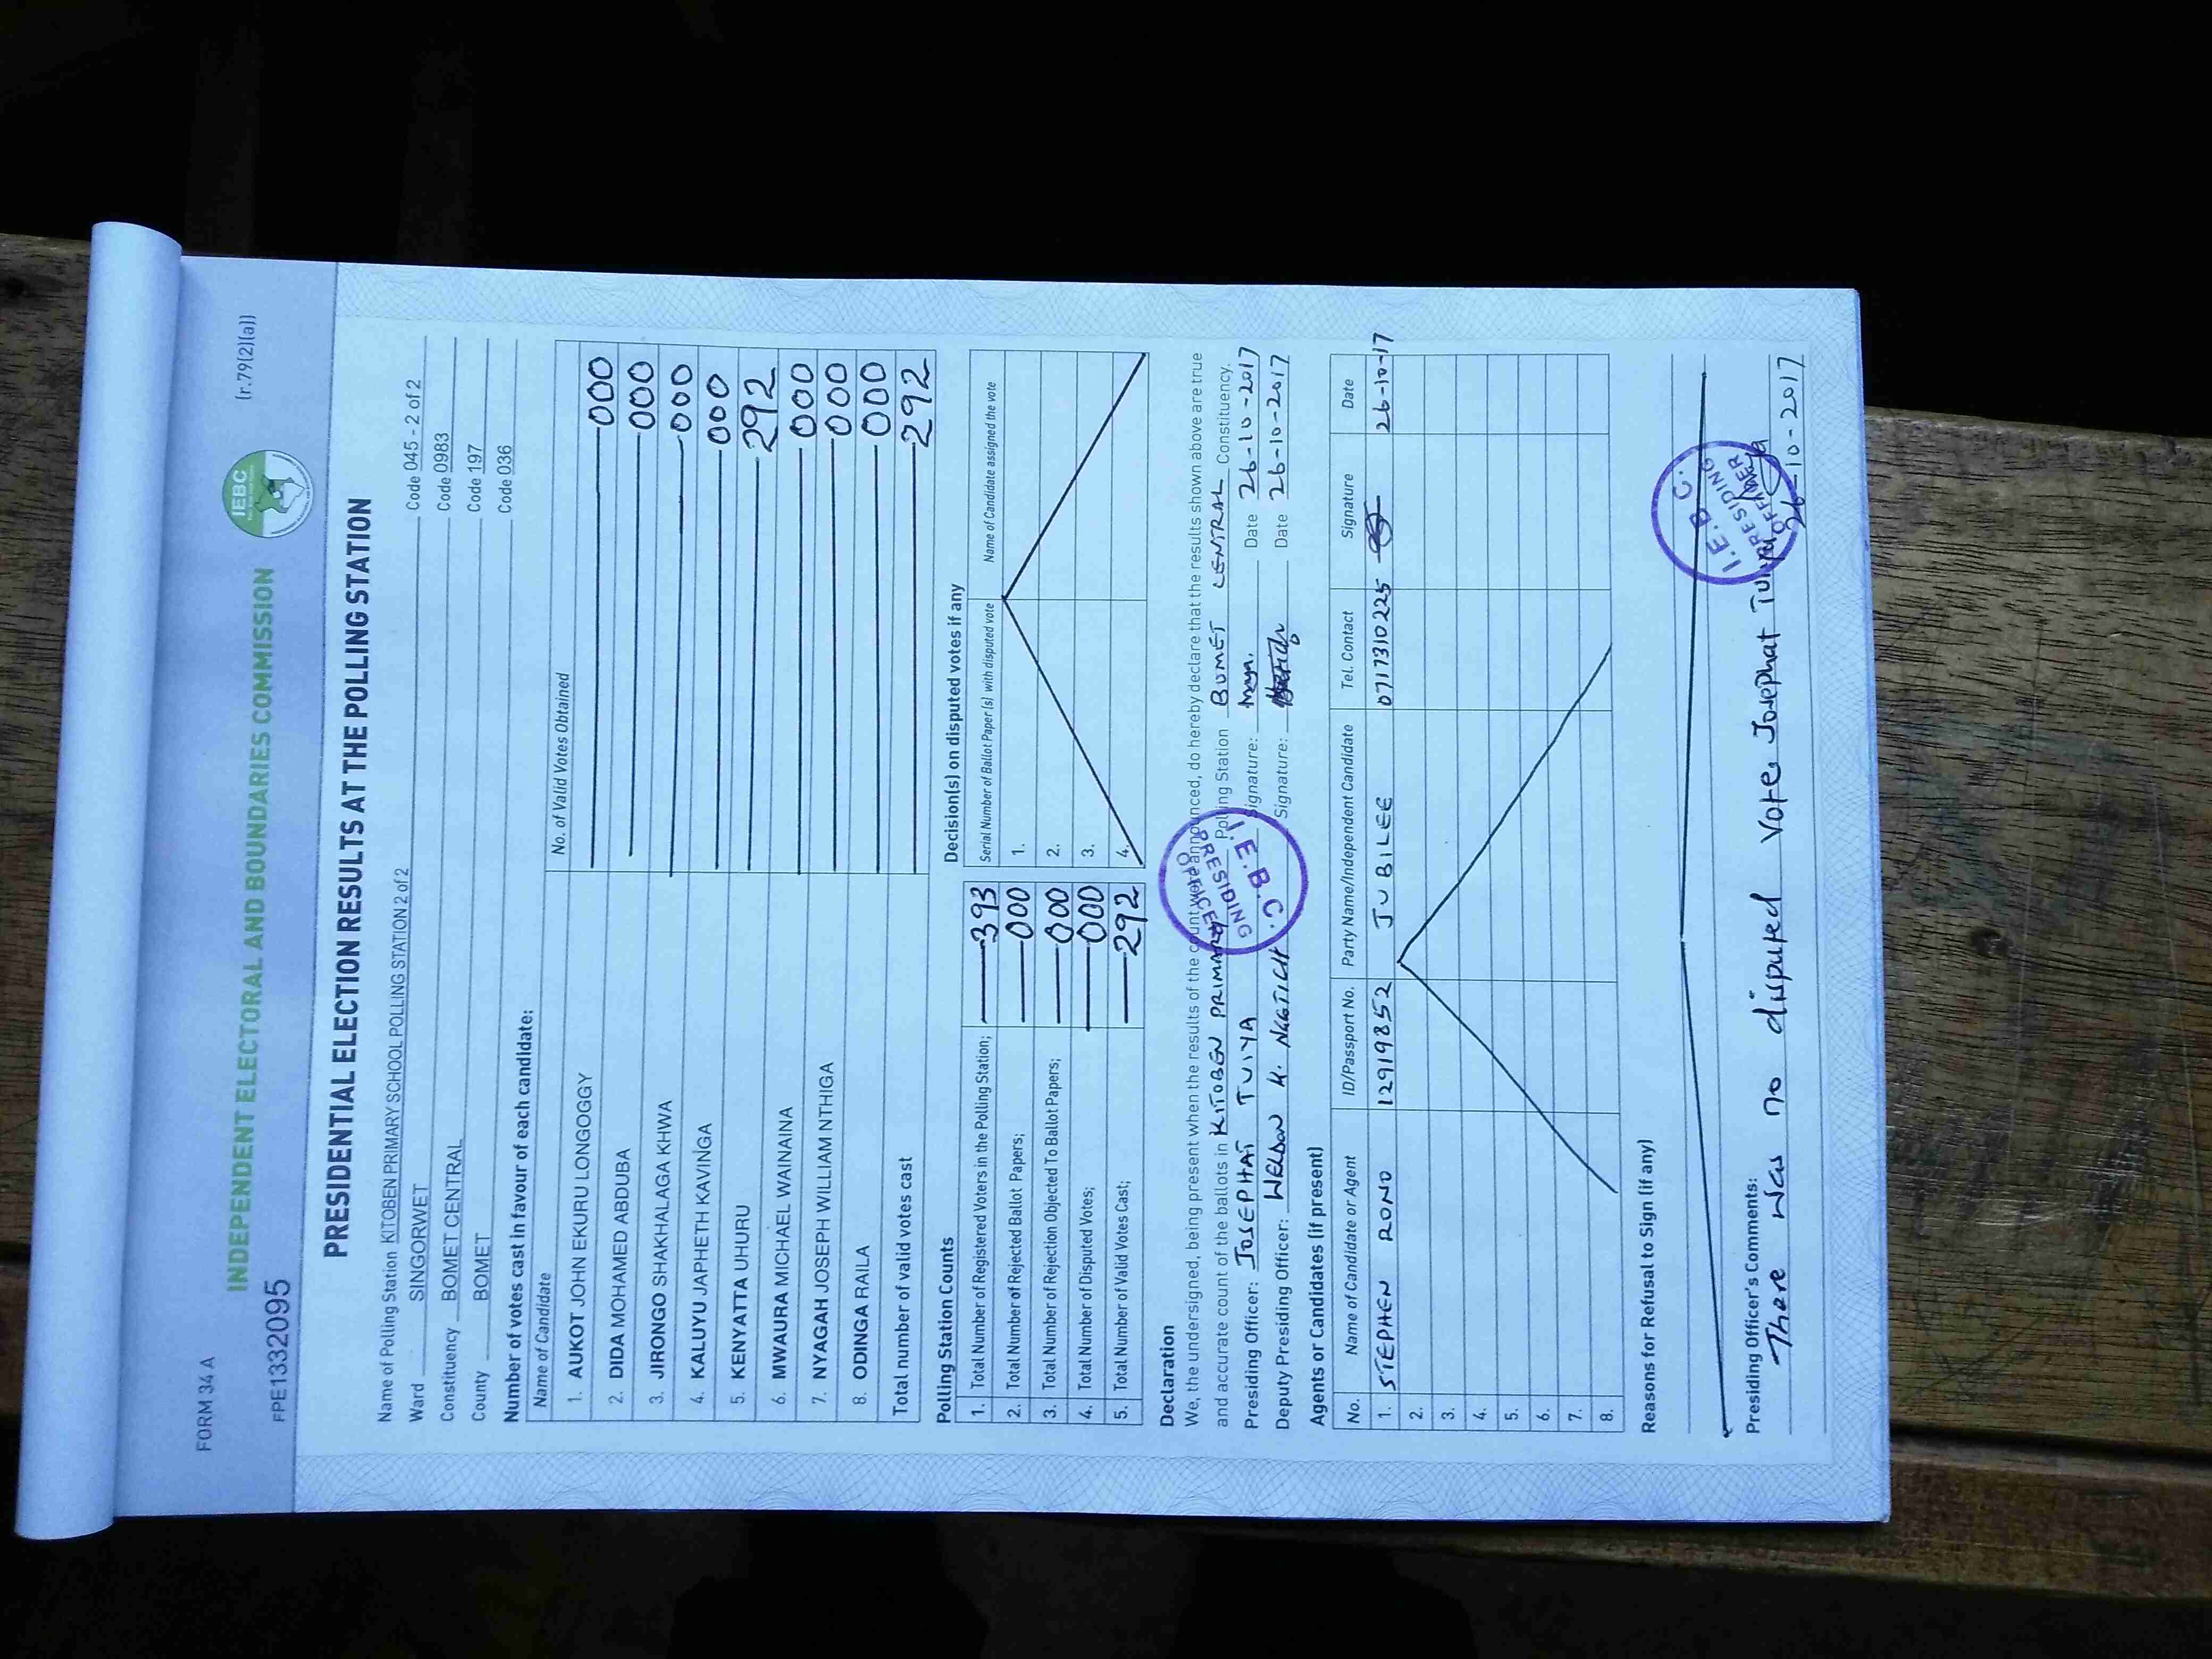 FORM 34 A
(r.79(2)(a))
IEBC
INDEPENDENT ELECTORAL AND BOUNDARIES COMMISSION
FPE1332095
PRESIDENTIAL ELECTION RESULTS AT THE POLLING STATION
Name of Polling Station KITOBEN PRIMARY SCHOOL POLLING STATION 2 of 2 Code 045 - 2 of 2
Ward SINGORWET Code 0983
Constituency BOMET CENTRAL Code 197
County BOMET Code 036
Number of votes cast in favour of each candidate:
Name of Candidate No. of Valid Votes Obtained
1. AUKOT JOHN EKURU LONGOGGY 000
2. DIDA MOHAMED ABDUBA 000
3. JIRONGO SHAKHALAGA KHWA 000
4. KALUYU JAPHETH KAVINGA 000
5. KENYATTA UHURU 292
6. MWAURA MICHAEL WAINAINA 000
7. NYAGAH JOSEPH WILLIAM NTHIGA 000
8. ODINGA RAILA 000
Total number of valid votes cast 292
Polling Station Counts
1. Total Number of Registered Voters in the Polling Station; 393
2. Total Number of Rejected Ballot Papers; 000
3. Total Number of Rejection Objected To Ballot Papers; 000
4. Total Number of Disputed Votes; 000
5. Total Number of Valid Votes Cast; 292
Decision(s) on disputed votes if any
Serial Number of Ballot Paper (s) with disputed vote Name of Candidate assigned the vote
1.
2.
3.
4.
Declaration
We, the undersigned, being present when the results of the count were announced, do hereby declare that the results shown above are true
and accurate count of the ballots in KITOBEN PRIMARY Polling Station BOMET CENTRAL Constituency.
Presiding Officer: JOSEPHAT TUIYA Signature: Date 26-10-2017
Deputy Presiding Officer: WELDON K. NGETICH Signature: Date 26-10-2017
I.E.B.C.
PRESIDING
OFFICER
Agents or Candidates (if present)
No. Name of Candidate or Agent ID/Passport No. Party Name/Independent Candidate Tel. Contact Signature Date
1. STEPHEN RONO 12919852 JUBILEE 0717310225 26-10-17
2.
3.
4.
5.
6.
7.
8.
Reasons for Refusal to Sign (if any)
Presiding Officer's Comments:
There was no disputed vote. Josephat Tuiya
26-10-2017
I.E.B.C.
PRESIDING
OFFICER